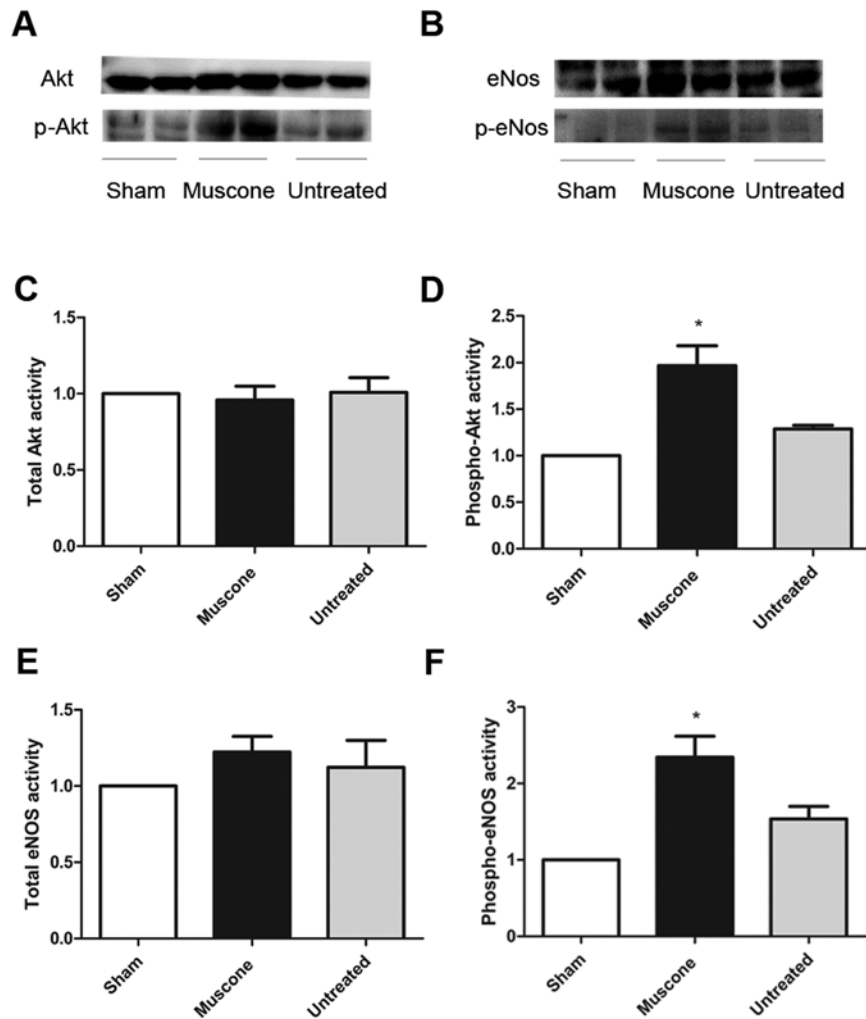 A
B
Akt
eNos
p-Akt
p-eNos
Sham Muscone Untreated
Sham Muscone Untreated
C
D
Total Akt activity
1.5
1.0
0.5
0.0
Sham
Muscone
Untreated
Phospho-Akt activity
2.5
2.0
1.5
1.0
0.5
0.0
*
Sham
Muscone
Untreated
E
F
Total eNOS activity
1.5
1.0
0.5
0.0
Sham
Muscone
Untreated
Phospho-eNOS activity
3
2
1
0
*
Sham
Muscone
Untreated